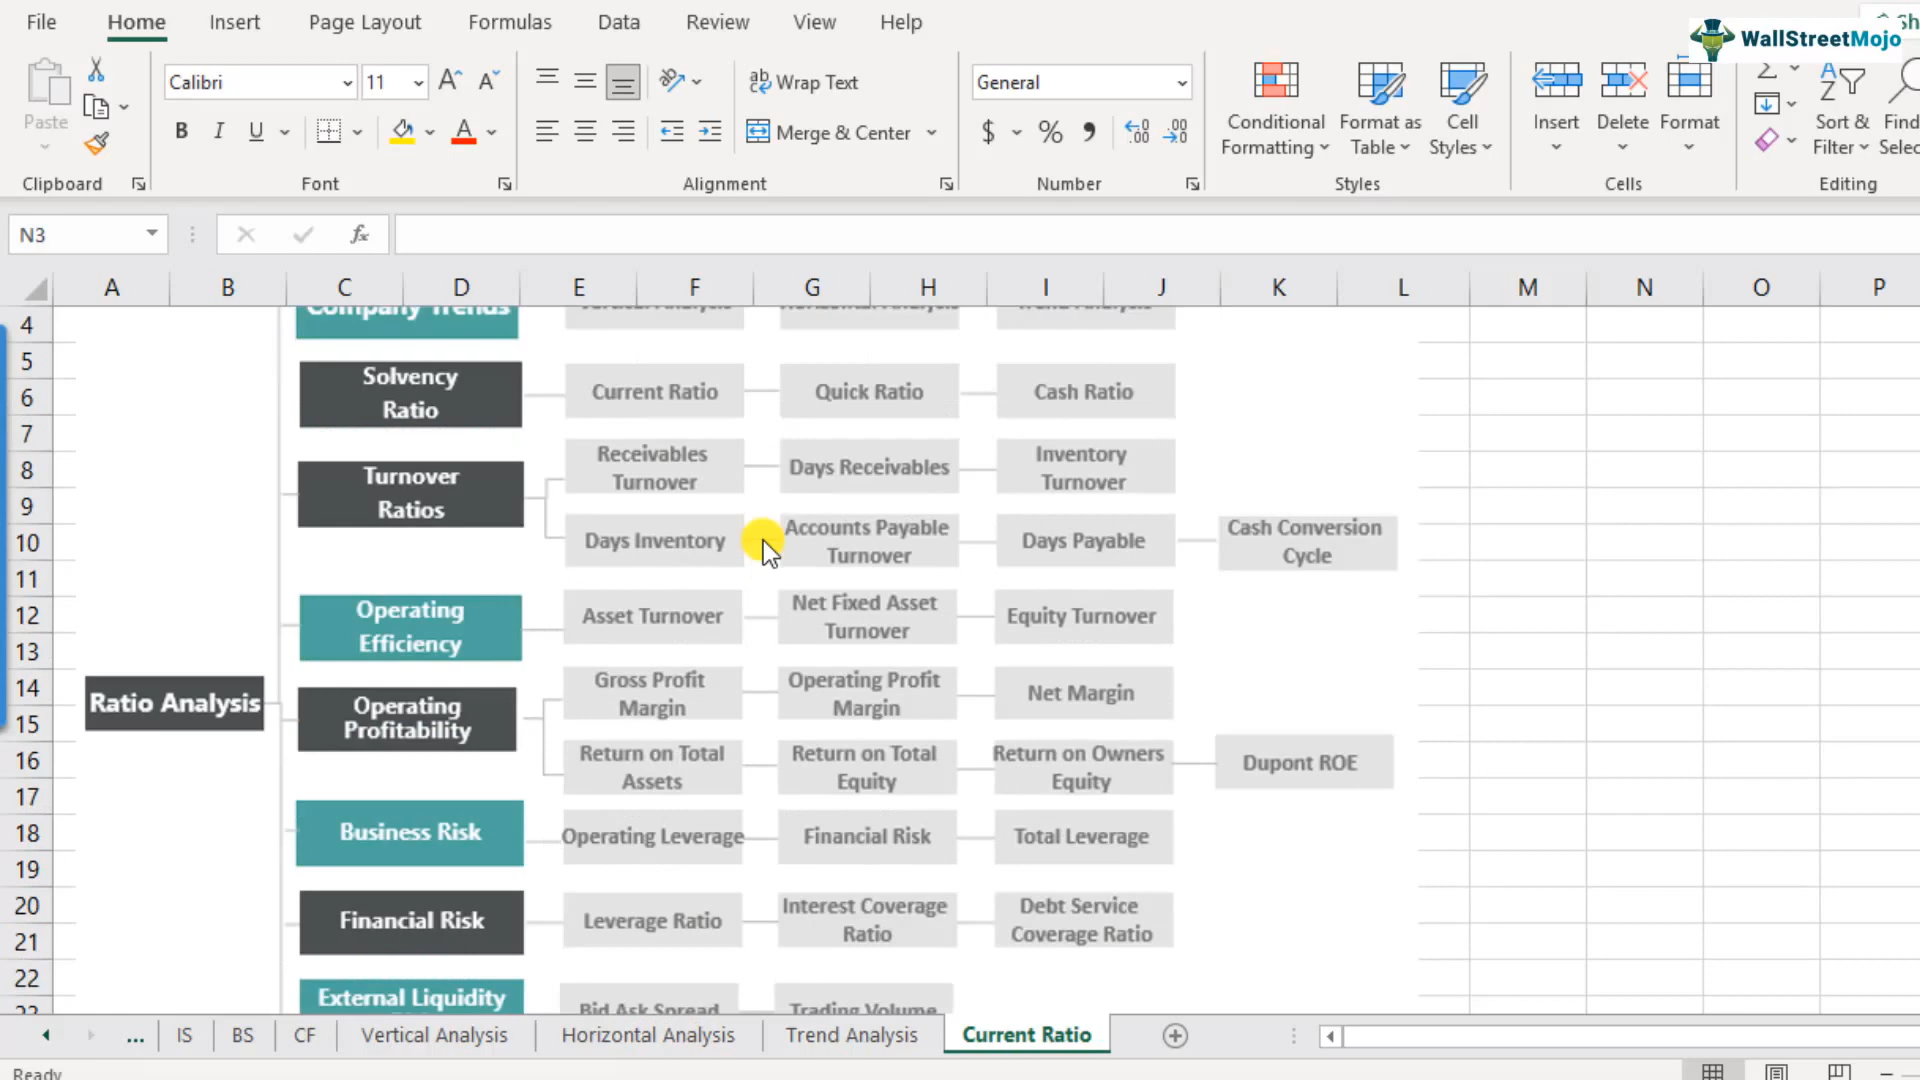 File Home Insert Page Layout Formulas Data Review View Help
WallStreetMojo
Paste
Calibri 11
B I U A
Wrap Text
Merge & Center
General
$ % ,
Conditional Formatting
Format as Table
Cell Styles
Insert
Delete
Format
Sort & Filter
Clipboard Font Alignment Number Styles Cells Editing
N3 fx
A B C D E F G H I J K L M N O P
4
5
6
7
8
9
10
11
12
13
14
15
16
17
18
19
20
21
22
Ratio Analysis
Company Trends
Vertical Analysis Horizontal Analysis Trend Analysis
Solvency
Ratio
Current Ratio Quick Ratio Cash Ratio
Turnover
Ratios
Receivables
Turnover
Days Receivables
Inventory
Turnover
Days Inventory
Accounts Payable
Turnover
Days Payable
Cash Conversion
Cycle
Operating
Efficiency
Asset Turnover
Net Fixed Asset
Turnover
Equity Turnover
Operating
Profitability
Gross Profit
Margin
Operating Profit
Margin
Net Margin
Return on Total
Assets
Return on Total
Equity
Return on Owners
Equity
Dupont ROE
Business Risk
Operating Leverage Financial Risk Total Leverage
Financial Risk
Leverage Ratio
Interest Coverage
Ratio
Debt Service
Coverage Ratio
External Liquidity
Bid Ask Spread Trading Volume
... IS BS CF Vertical Analysis Horizontal Analysis Trend Analysis Current Ratio
Ready